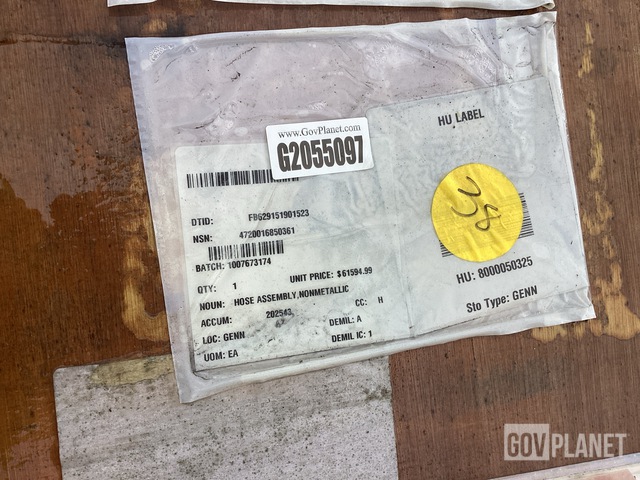 www.GovPlanet.com
G2055097
HU LABEL
38
DTID: FB629151901523
NSN: 4720016850361
BATCH: 1007673174
QTY: 1 UNIT PRICE: $ 61594.99
NOUN: HOSE ASSEMBLY,NONMETALLIC
ACCUM: 202543, CC: H
LOC: GENN DEMIL: A
UOM: EA DEMIL IC: 1
HU: 8000050325
Sto Type: GENN
GOVPLANET